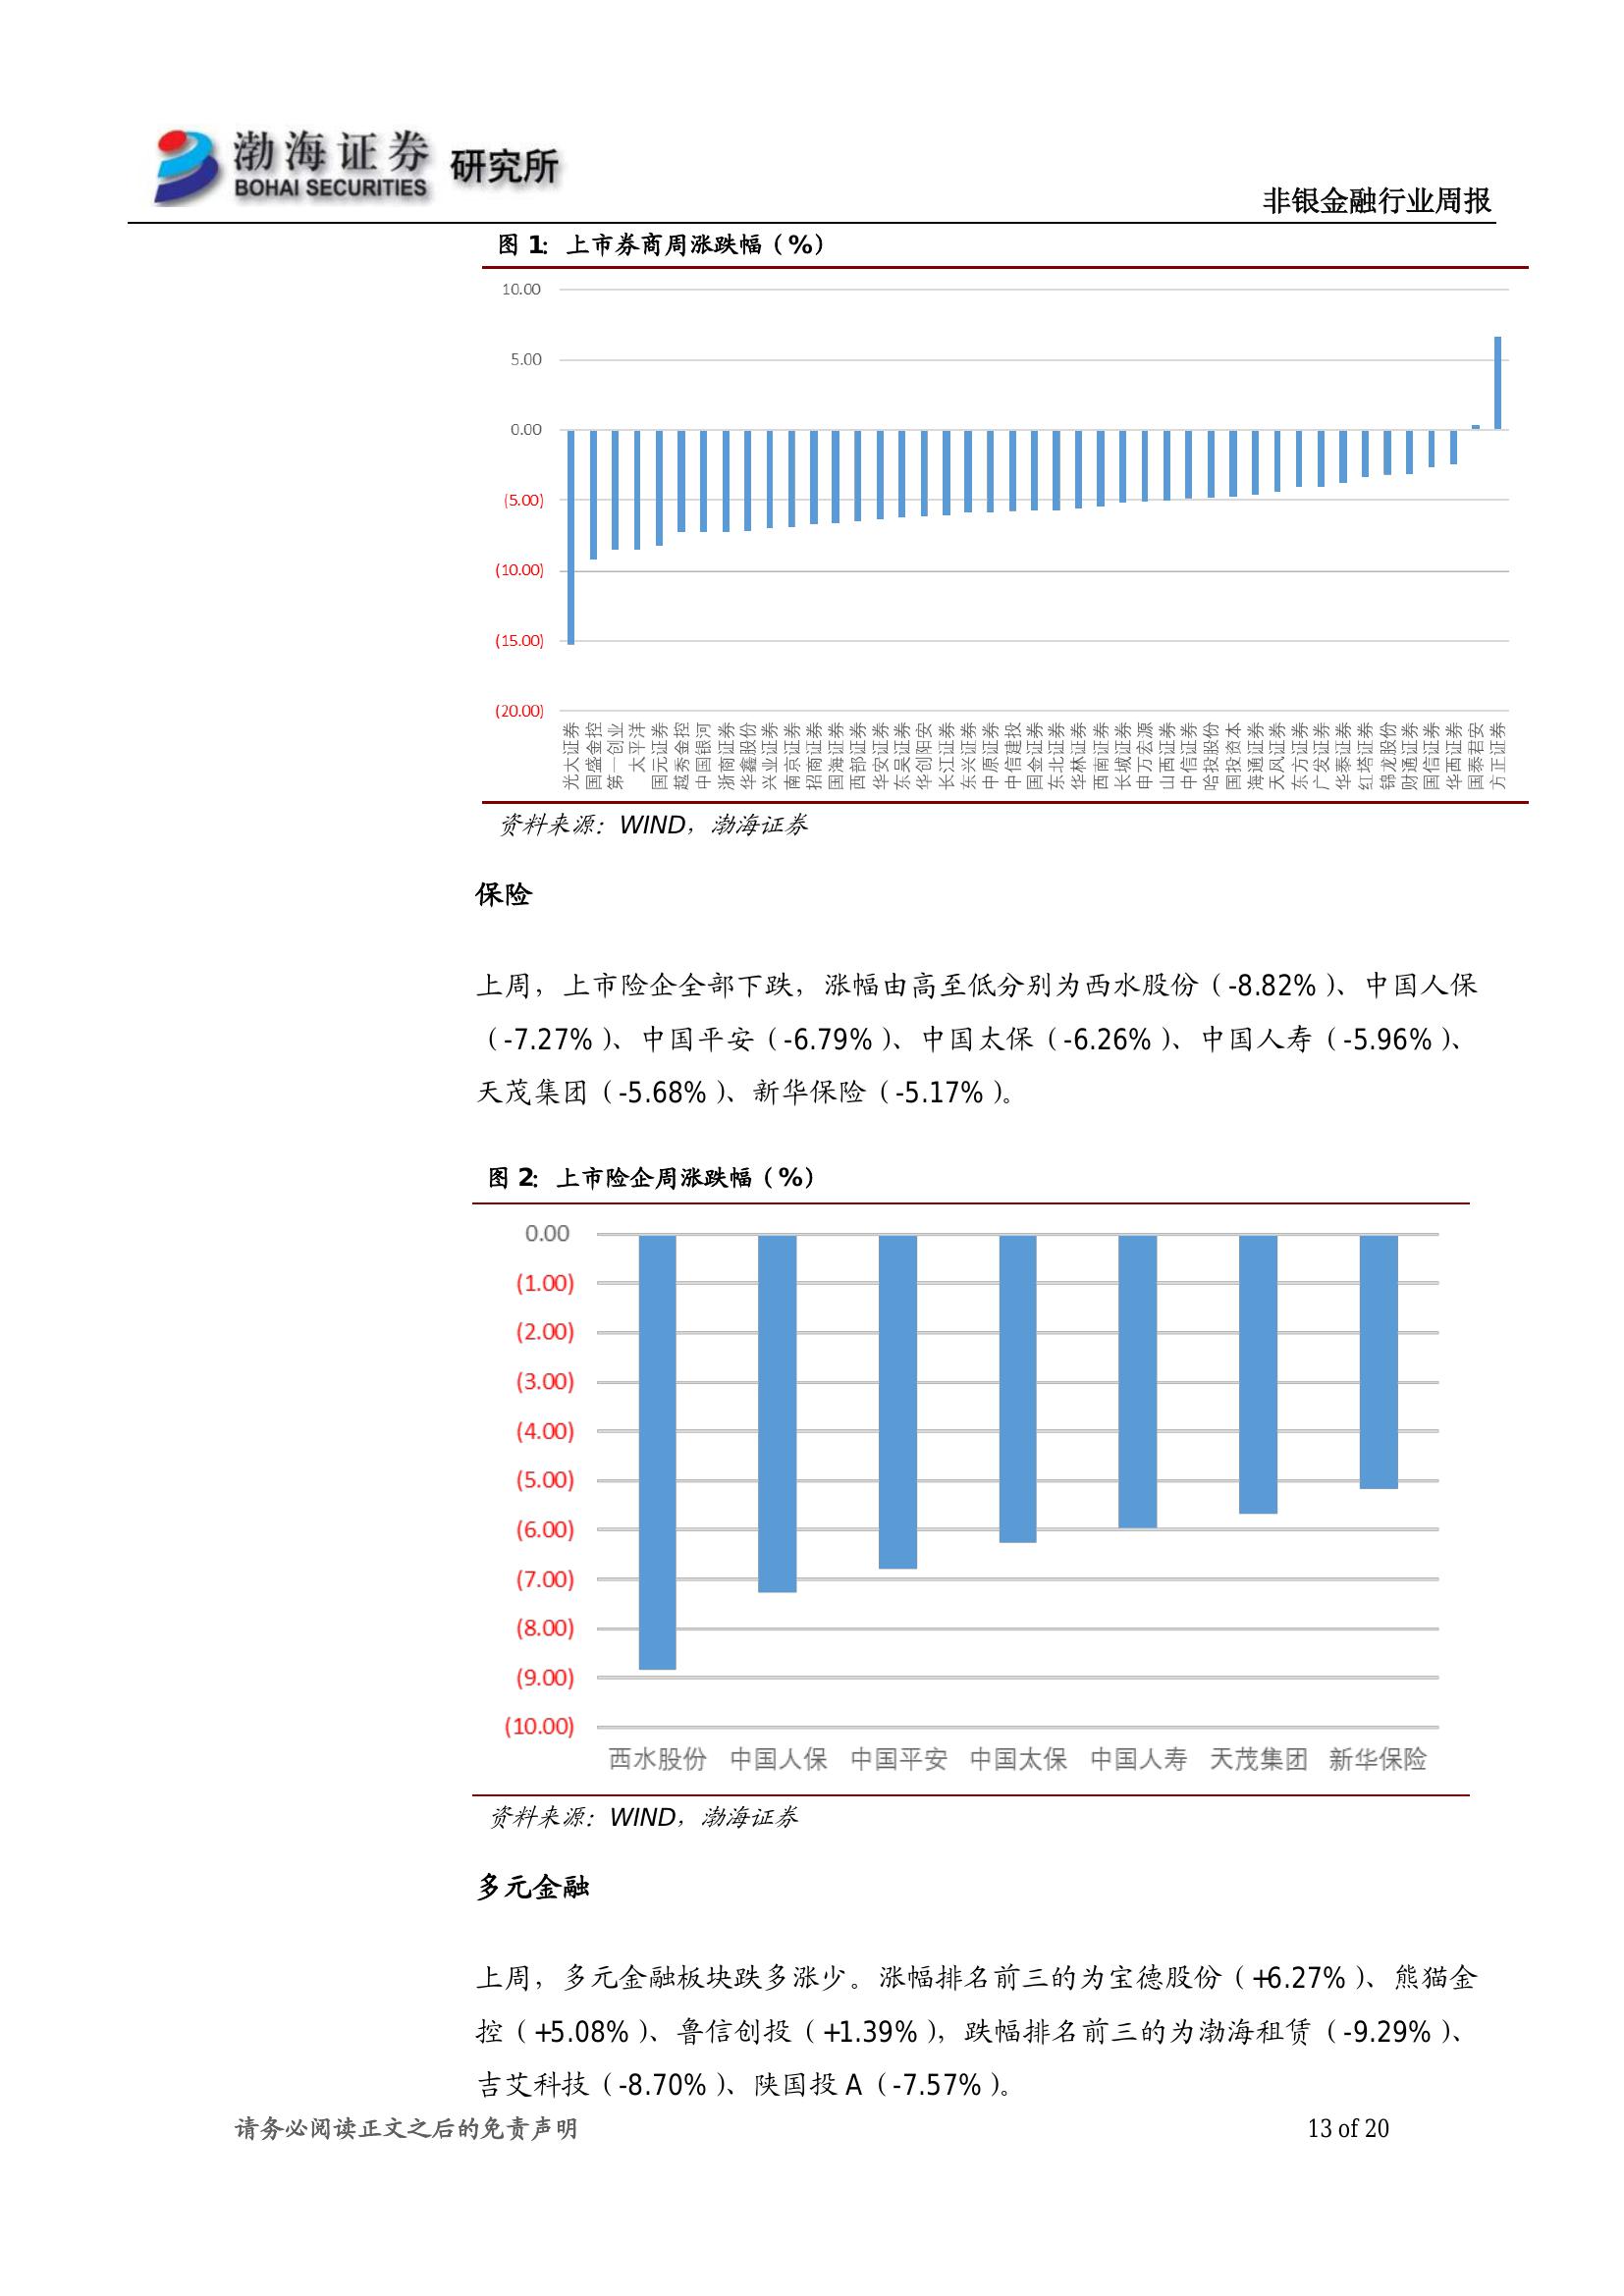 渤海证券 研究所
BOHAI SECURITIES
非银金融行业周报
图 1：上市券商周涨跌幅（%）
10.00
5.00
0.00
(5.00)
(10.00)
(15.00)
(20.00)
光大证券
国盛金控
第一创业
太平洋
国元证券
越秀金控
中国银河
浙商证券
华鑫股份
兴业证券
南京证券
招商证券
国海证券
西部证券
华安证券
东吴证券
华创阳安
长江证券
东兴证券
中原证券
中信建投
国金证券
东北证券
华林证券
西南证券
长城证券
申万宏源
山西证券
中信证券
哈投股份
国投资本
海通证券
天风证券
东方证券
广发证券
华泰证券
红塔证券
锦龙股份
财通证券
国信证券
华西证券
国泰君安
方正证券
资料来源：WIND，渤海证券
保险
上周，上市险企全部下跌，涨幅由高至低分别为西水股份（-8.82%）、中国人保
（-7.27%）、中国平安（-6.79%）、中国太保（-6.26%）、中国人寿（-5.96%）、
天茂集团（-5.68%）、新华保险（-5.17%）。
图 2：上市险企周涨跌幅（%）
0.00
(1.00)
(2.00)
(3.00)
(4.00)
(5.00)
(6.00)
(7.00)
(8.00)
(9.00)
(10.00)
西水股份 中国人保 中国平安 中国太保 中国人寿 天茂集团 新华保险
资料来源：WIND，渤海证券
多元金融
上周，多元金融板块跌多涨少。涨幅排名前三的为宝德股份（+6.27%）、熊猫金
控（+5.08%）、鲁信创投（+1.39%），跌幅排名前三的为渤海租赁（-9.29%）、
吉艾科技（-8.70%）、陕国投 A（-7.57%）。
请务必阅读正文之后的免责声明 13 of 20